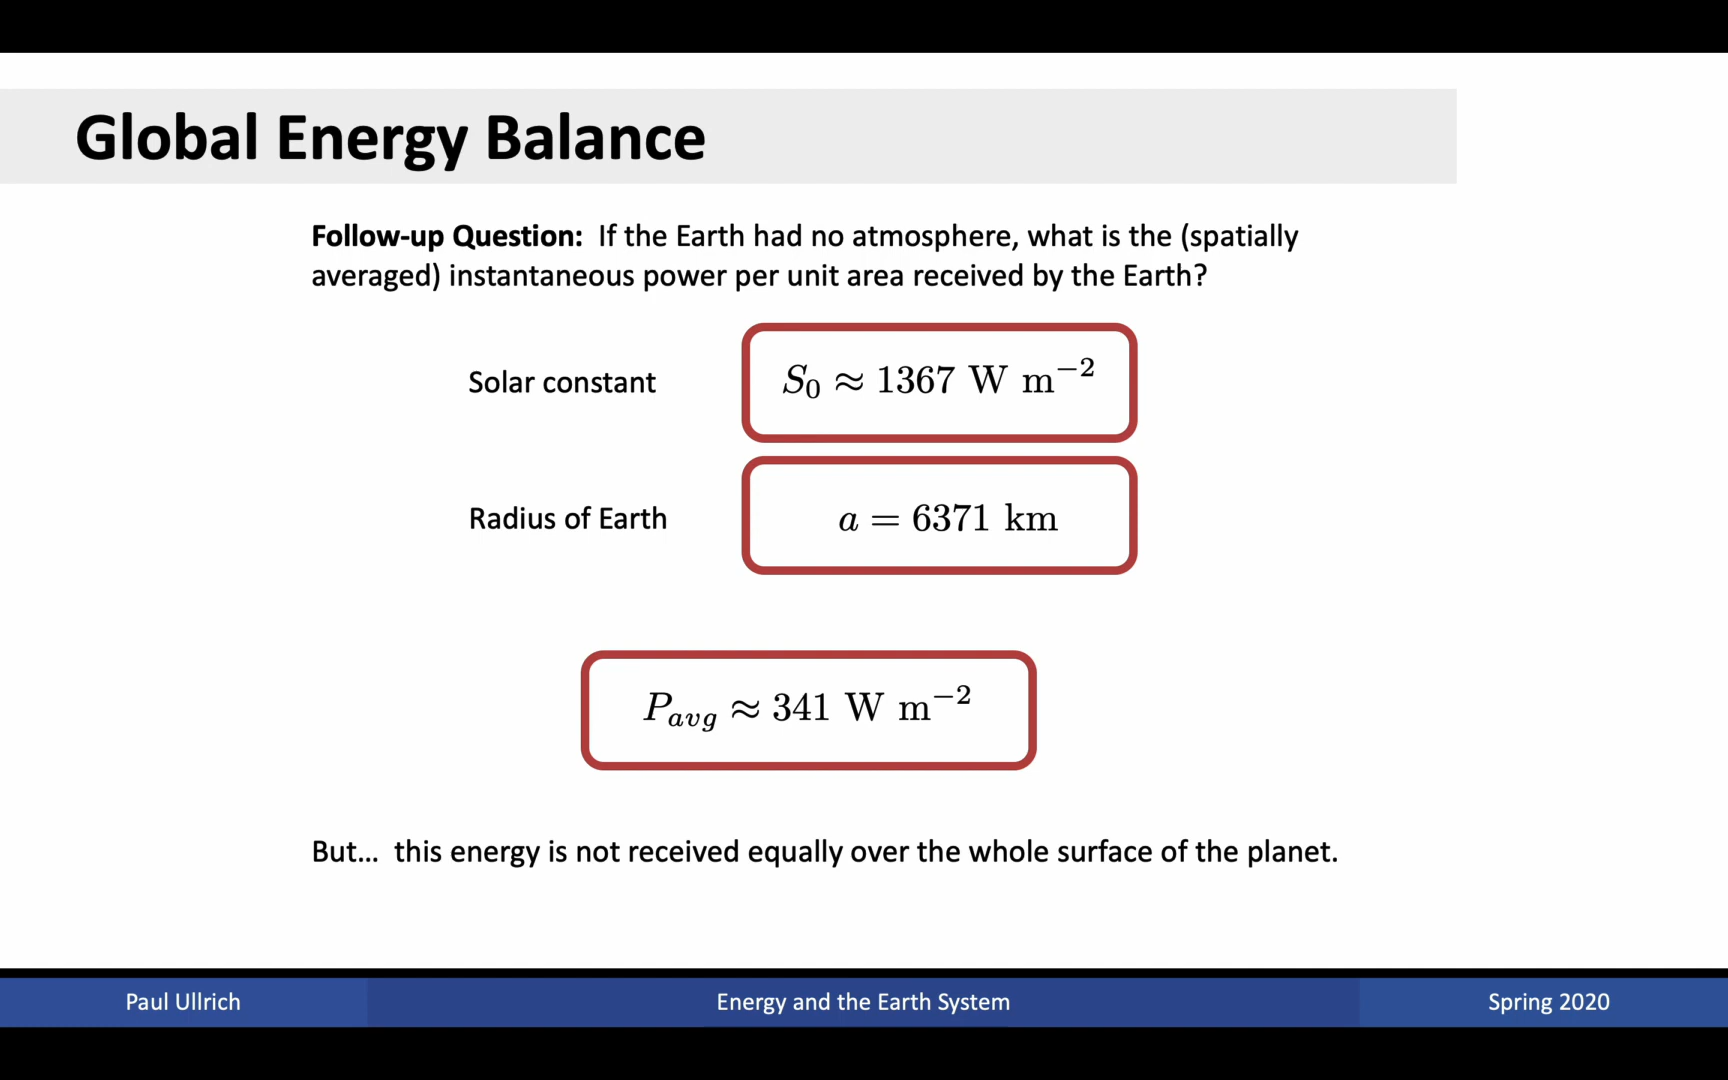 Global Energy Balance
Follow-up Question: If the Earth had no atmosphere, what is the (spatially
averaged) instantaneous power per unit area received by the Earth?
Solar constant
S₀ ≈ 1367 W m⁻²
Radius of Earth
a = 6371 km
P_avg ≈ 341 W m⁻²
But... this energy is not received equally over the whole surface of the planet.
Paul Ullrich
Energy and the Earth System
Spring 2020